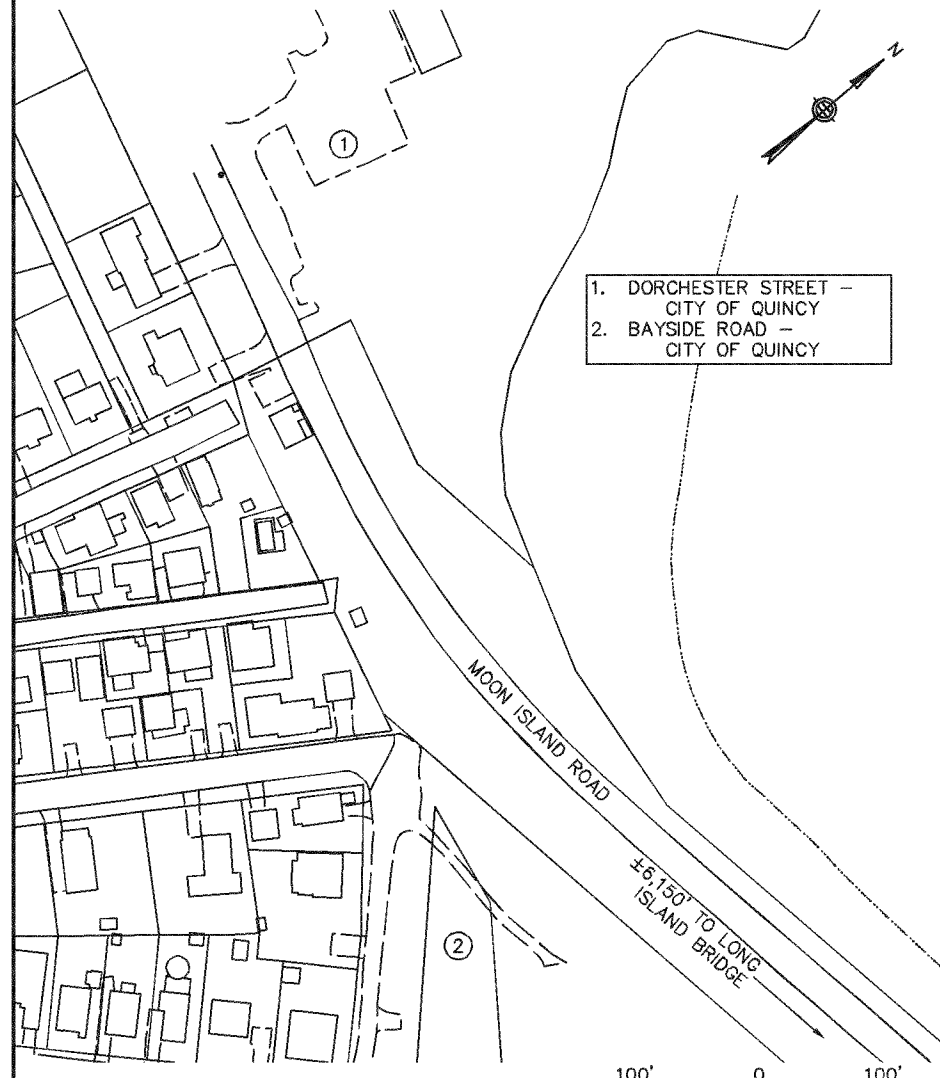 N
1
1. DORCHESTER STREET –
CITY OF QUINCY
2. BAYSIDE ROAD –
CITY OF QUINCY
MOON ISLAND ROAD
±6,150' TO LONG
ISLAND BRIDGE
2
100' 0 100'